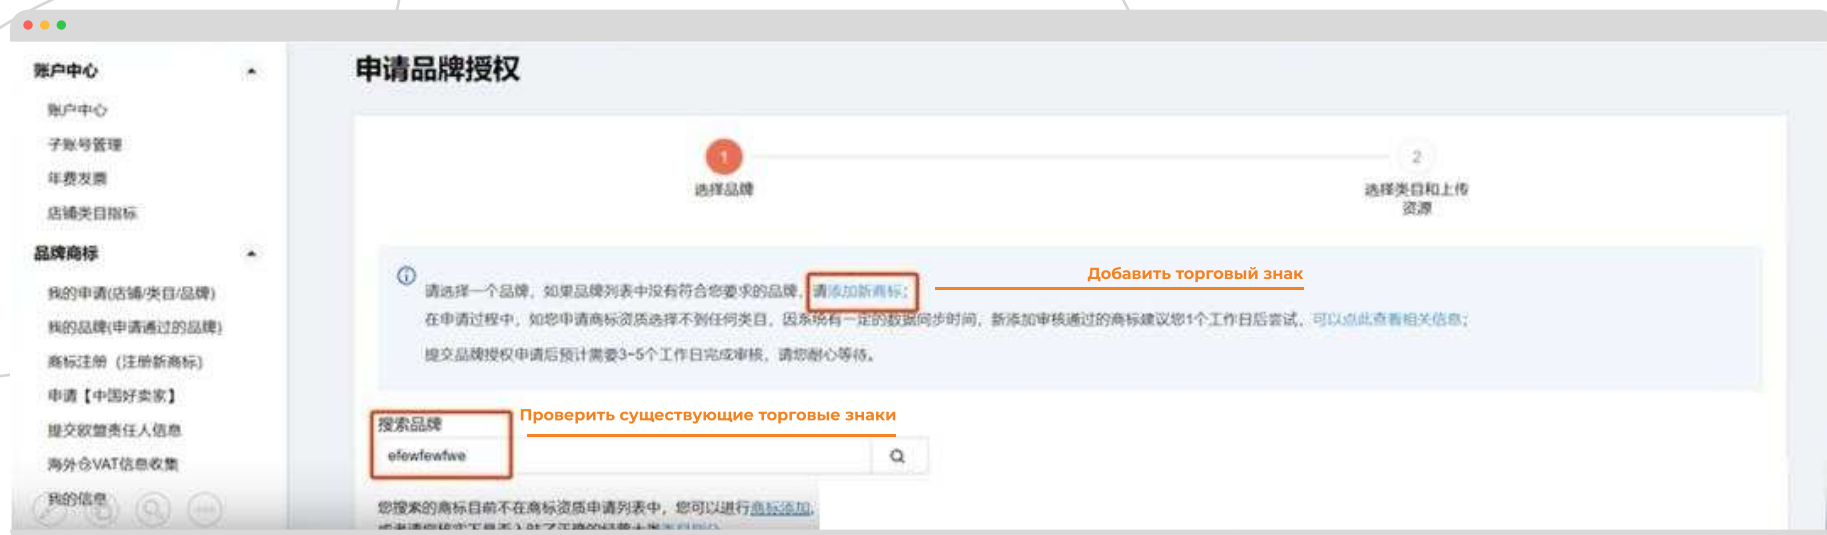 账户中心
账户中心
子账号管理
年费发票
店铺类目指标
品牌商标
我的申请(店铺/类目/品牌)
我的品牌(申请通过的品牌)
商标注册（注册新商标）
申请【中国好卖家】
提交欧盟责任人信息
海外仓VAT信息收集
我的信息
申请品牌授权
1
选择品牌
2
选择类目和上传
资源
请选择一个品牌，如果品牌列表中没有符合您要求的品牌，请添加新商标；
Добавить торговый знак
在申请过程中，如您申请商标资质选择不到任何类目，因系统有一定的数据同步时间，新添加审核通过的商标建议您1个工作日后尝试，可以点此查看相关信息；
提交品牌授权申请后预计需要3-5个工作日完成审核，请您耐心等待。
搜索品牌
Проверить существующие торговые знаки
efewfewfwe
您搜索的商标目前不在商标资质申请列表中，您可以进行商标添加，